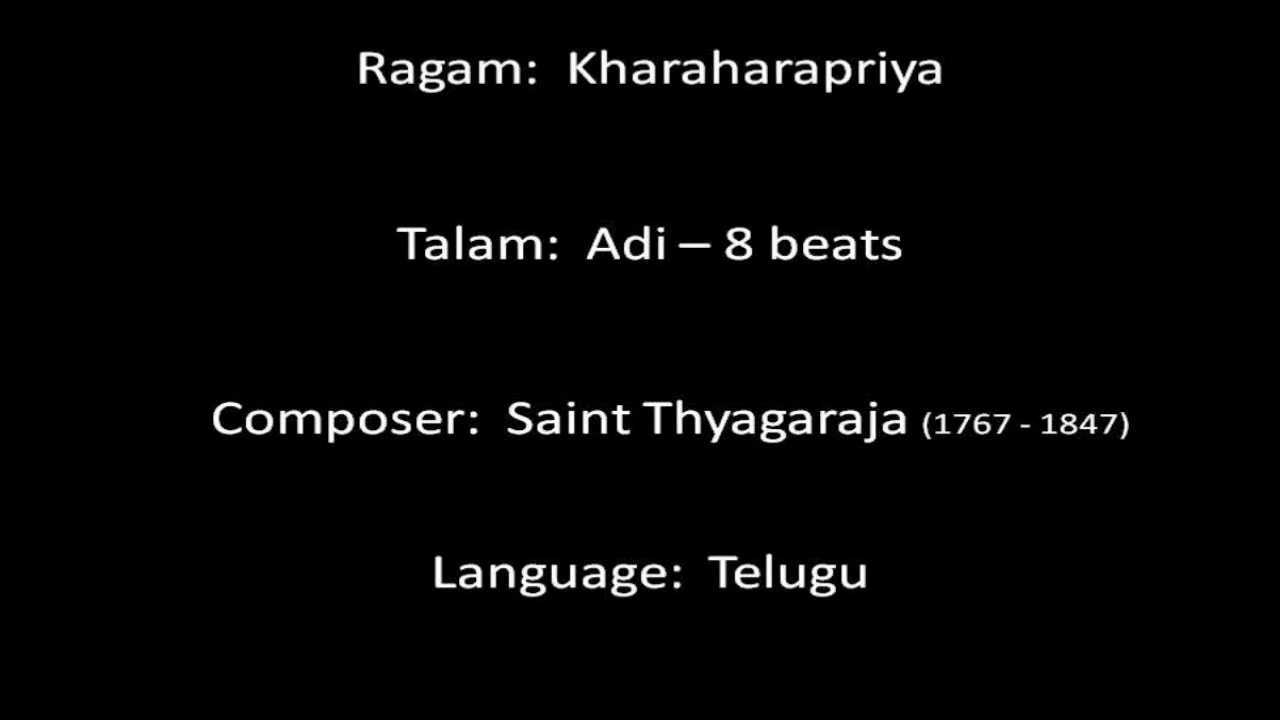 Ragam: Kharaharapriya
Talam: Adi – 8 beats
Composer: Saint Thyagaraja (1767 - 1847)
Language: Telugu